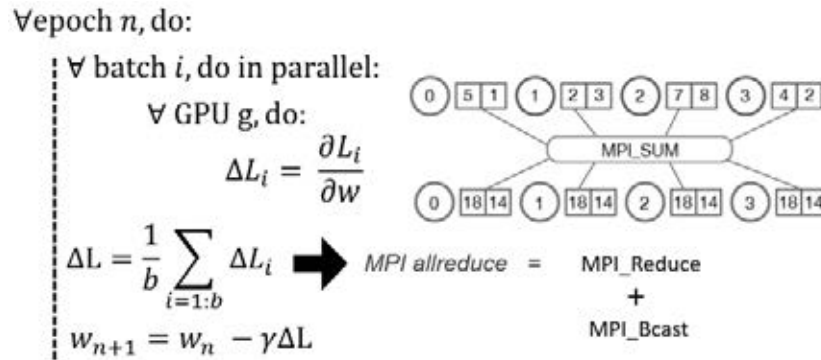 ∀epoch n, do:
∀ batch i, do in parallel:
∀ GPU g, do:
ΔL_i = ∂L_i / ∂w
ΔL = 1/b ∑_{i=1:b} ΔL_i
w_{n+1} = w_n − γΔL
0 5 1 1 2 3 2 7 8 3 4 2
MPI_SUM
0 18 14 1 18 14 2 18 14 3 18 14
MPI allreduce = MPI_Reduce
+
MPI_Bcast